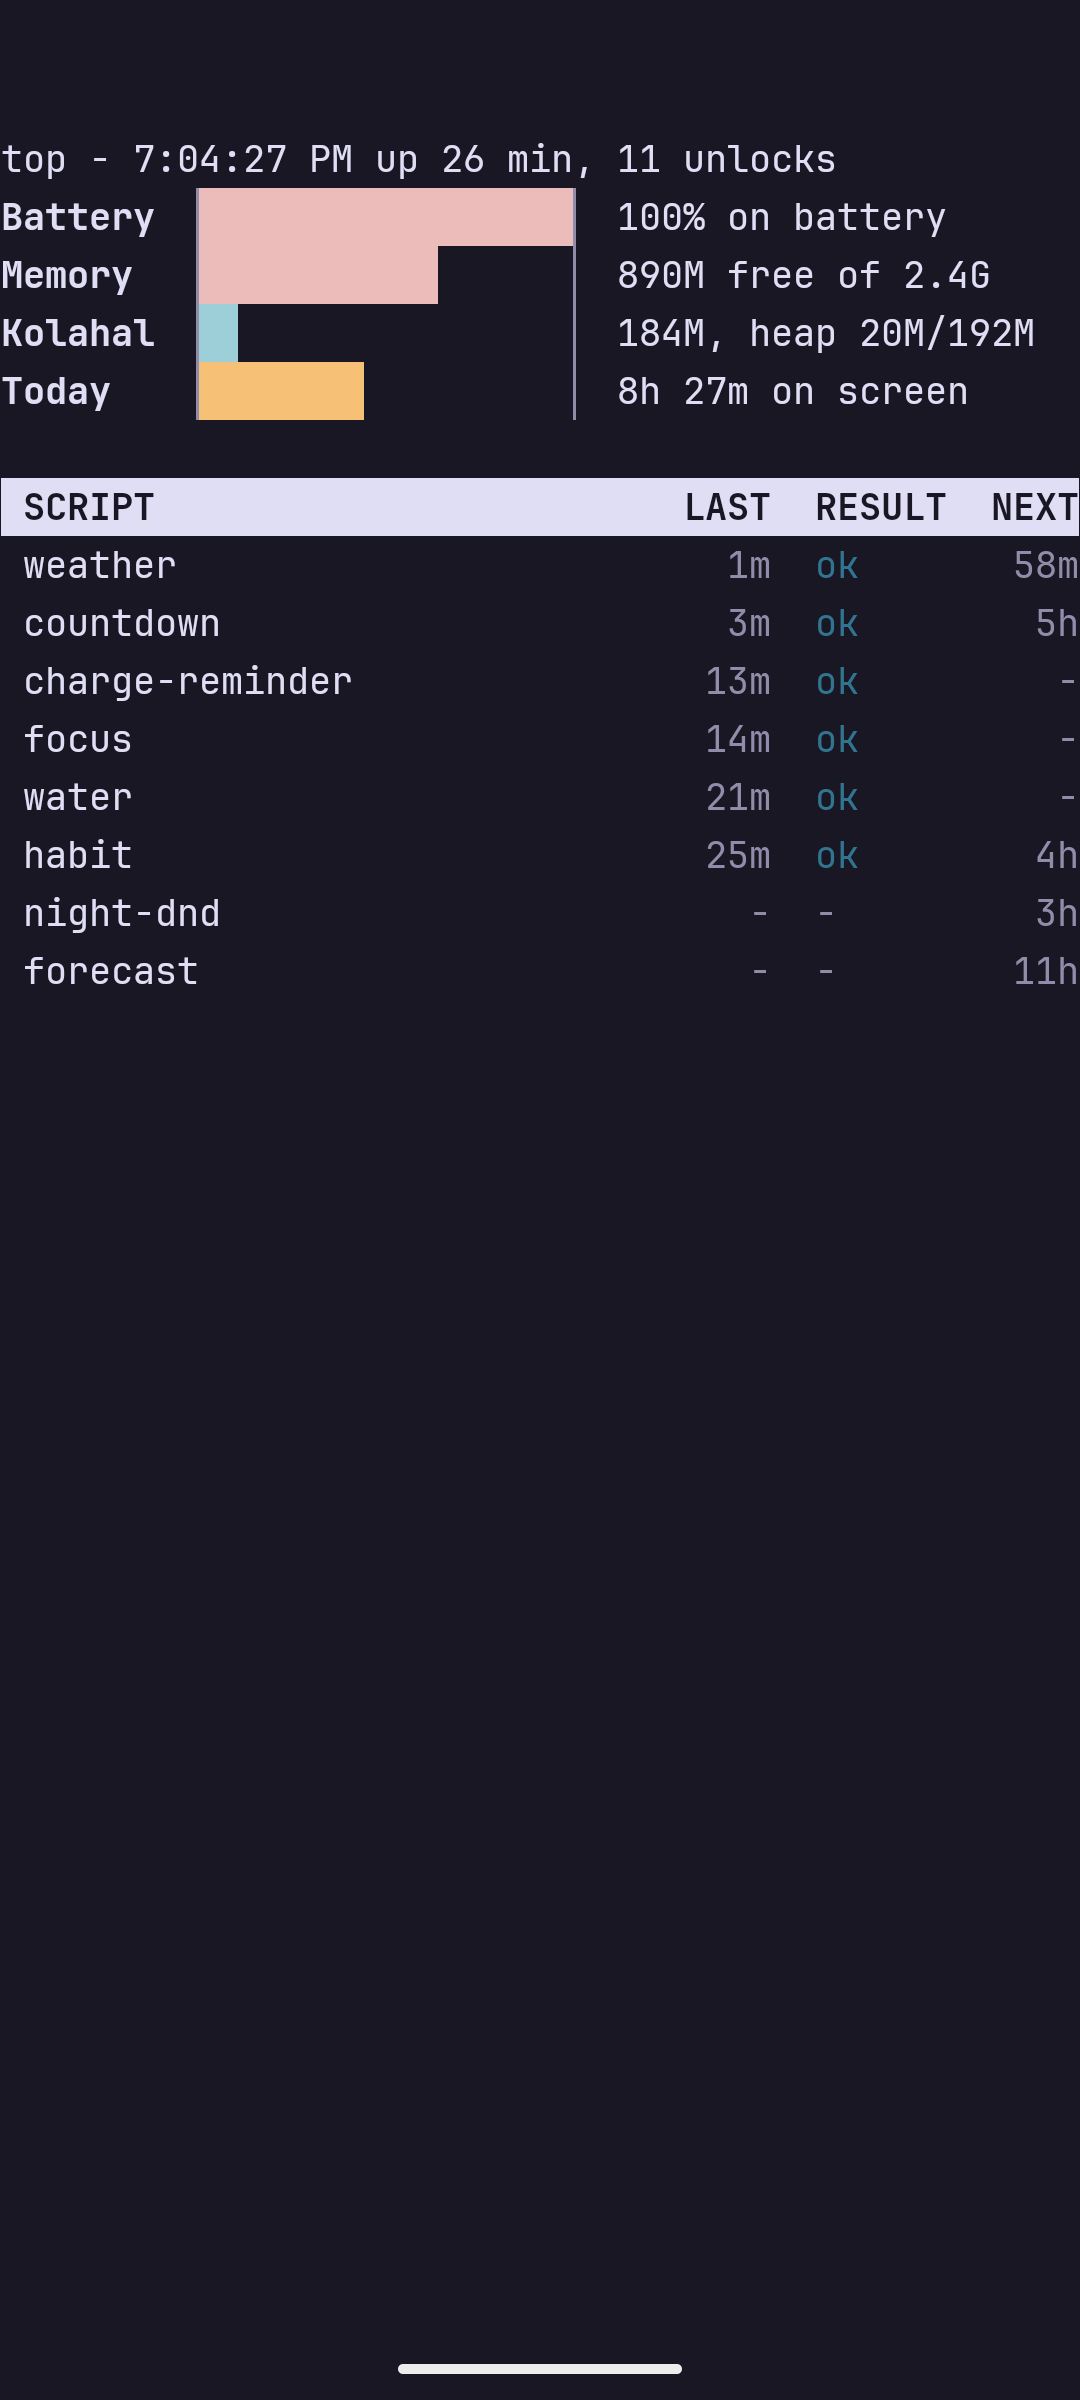 top - 7:04:27 PM up 26 min, 11 unlocks
Battery 100% on battery
Memory 890M free of 2.4G
Kolahal 184M, heap 20M/192M
Today 8h 27m on screen
SCRIPT LAST RESULT NEXT
weather 1m ok 58m
countdown 3m ok 5h
charge-reminder 13m ok -
focus 14m ok -
water 21m ok -
habit 25m ok 4h
night-dnd - - 3h
forecast - - 11h